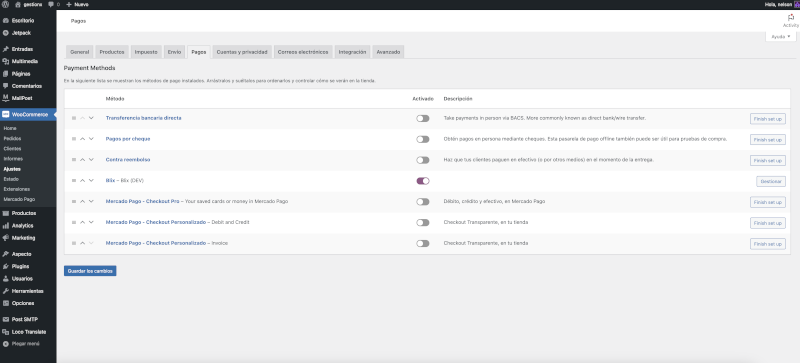 gestions 0 Nuevo Hola, nelson
Escritorio
Jetpack
Entradas
Multimedia
Páginas
Comentarios
MailPoet
WooCommerce
Home
Pedidos
Clientes
Informes
Ajustes
Estado
Extensiones
Mercado Pago
Productos
Analytics
Marketing
Aspecto
Plugins
Usuarios
Herramientas
Opciones
Post SMTP
Loco Translate
Plegar menú
Pagos
Activity
Ayuda
General Productos Impuesto Envío Pagos Cuentas y privacidad Correos electrónicos Integración Avanzado
Payment Methods
En la siguiente lista se muestran los métodos de pago instalados. Arrástralos y suéltalos para ordenarlos y controlar cómo se verán en la tienda.
Método Activado Descripción
Transferencia bancaria directa Take payments in person via BACS. More commonly known as direct bank/wire transfer. Finish set up
Pagos por cheque Obtén pagos en persona mediante cheques. Esta pasarela de pago offline también puede ser útil para pruebas de compra. Finish set up
Contra reembolso Haz que tus clientes paguen en efectivo (o por otros medios) en el momento de la entrega. Finish set up
– (DEV) Gestionar
Mercado Pago - Checkout Pro – Your saved cards or money in Mercado Pago Débito, crédito y efectivo, en Mercado Pago Finish set up
Mercado Pago - Checkout Personalizado – Debit and Credit Checkout Transparente, en tu tienda Finish set up
Mercado Pago - Checkout Personalizado – Invoice Checkout Transparente, en tu tienda Finish set up
Guardar los cambios